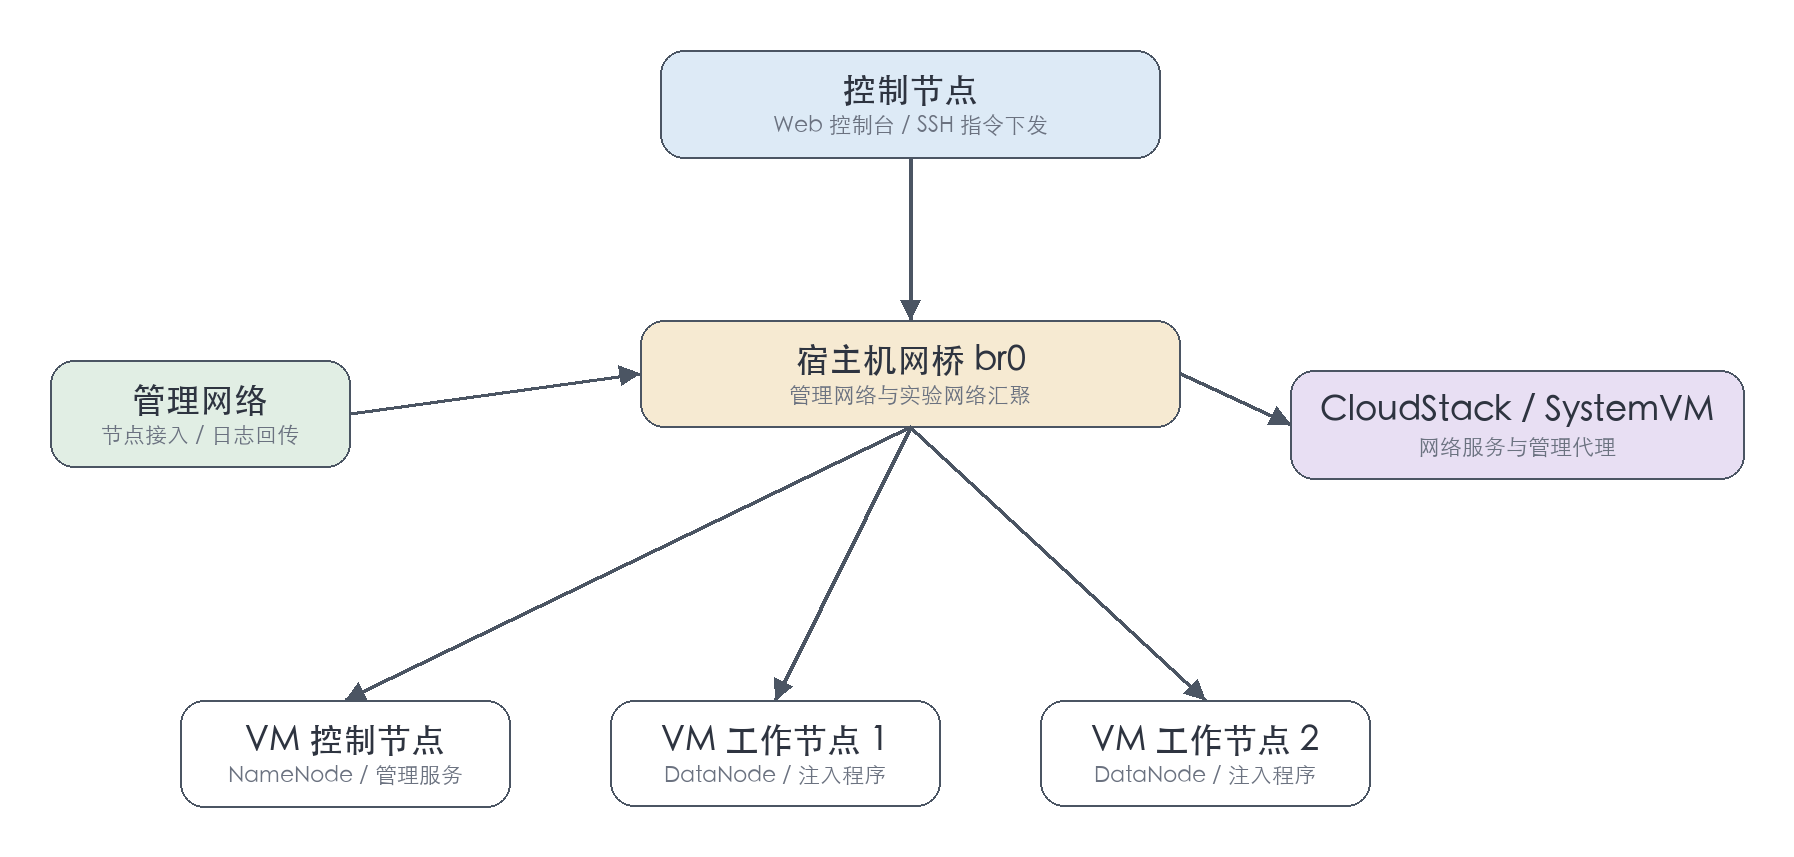 控制节点
Web 控制台 / SSH 指令下发
宿主机网桥 br0
管理网络与实验网络汇聚
管理网络
节点接入 / 日志回传
CloudStack / SystemVM
网络服务与管理代理
VM 控制节点
NameNode / 管理服务
VM 工作节点 1
DataNode / 注入程序
VM 工作节点 2
DataNode / 注入程序